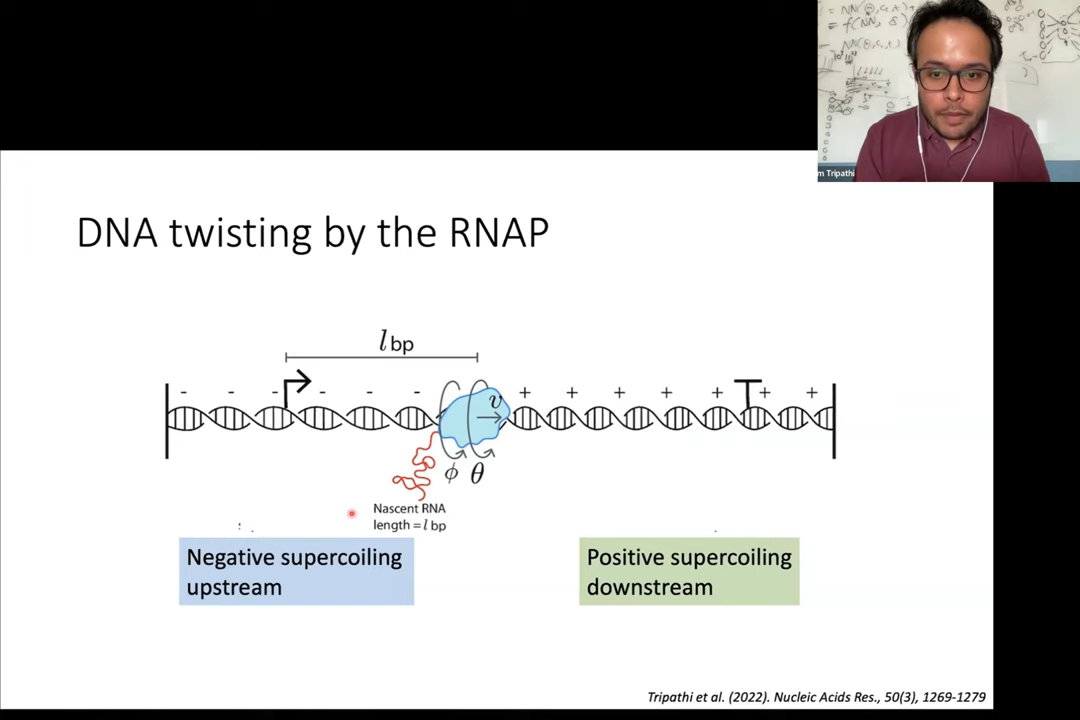 m Tripathi
DNA twisting by the RNAP
l bp
- - - - - - + + + + + + +
v
ϕ θ
Nascent RNA
length = l bp
Negative supercoiling
upstream
Positive supercoiling
downstream
Tripathi et al. (2022). Nucleic Acids Res., 50(3), 1269-1279